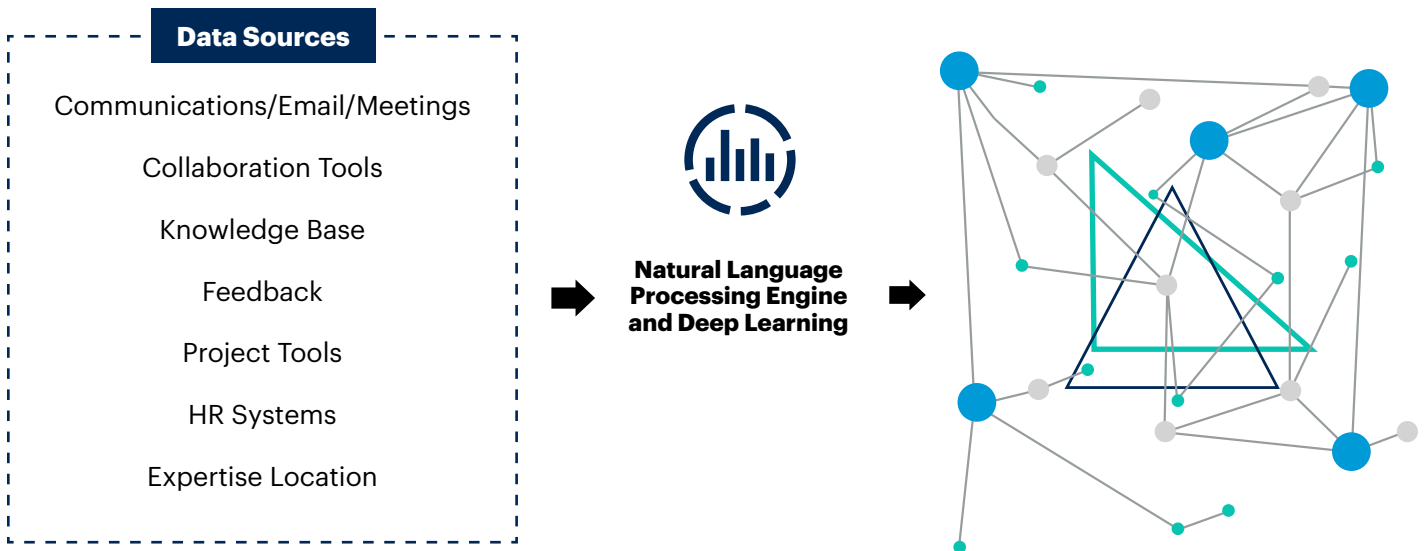 Data Sources
Communications/Email/Meetings
Collaboration Tools
Knowledge Base
Feedback
Project Tools
HR Systems
Expertise Location
Natural Language
Processing Engine
and Deep Learning